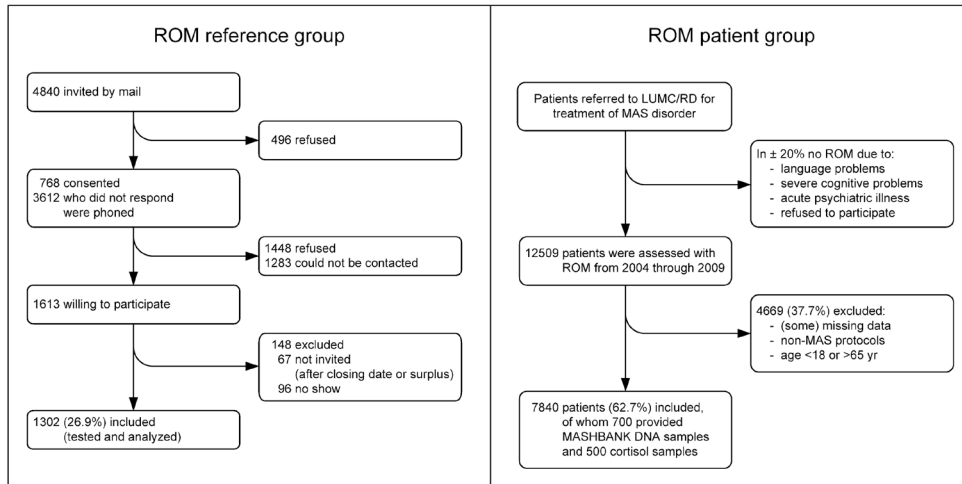 ROM reference group
4840 invited by mail
496 refused
768 consented
3612 who did not respond
were phoned
1448 refused
1283 could not be contacted
1613 willing to participate
148 excluded
67 not invited
(after closing date or surplus)
96 no show
1302 (26.9%) included
(tested and analyzed)
ROM patient group
Patients referred to LUMC/RD for
treatment of MAS disorder
In ± 20% no ROM due to:
- language problems
- severe cognitive problems
- acute psychiatric illness
- refused to participate
12509 patients were assessed with
ROM from 2004 through 2009
4669 (37.7%) excluded:
- (some) missing data
- non-MAS protocols
- age <18 or >65 yr
7840 patients (62.7%) included,
of whom 700 provided
MASHBANK DNA samples
and 500 cortisol samples